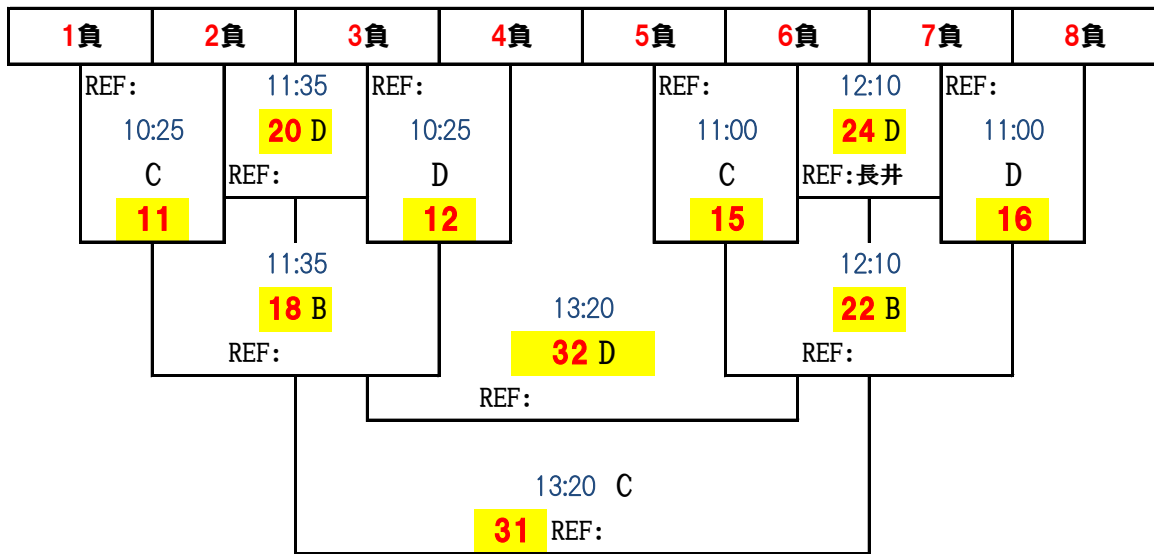 1負 2負 3負 4負 5負 6負 7負 8負
REF: 11:35 REF: REF: 12:10 REF:
10:25 20 D 10:25 11:00 24 D 11:00
C REF: D C REF:長井 D
11 12 15 16
11:35 12:10
18 B 13:20 22 B
REF: 32 D REF:
REF:
13:20 C
31 REF: